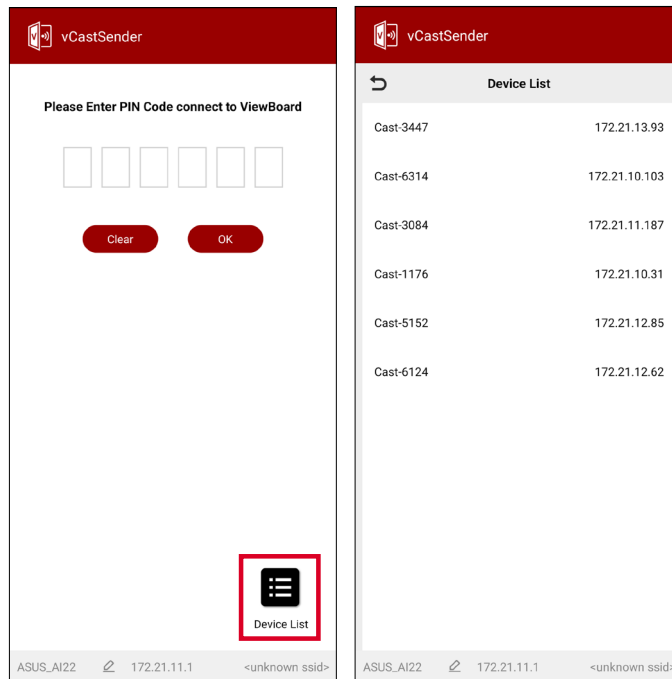 vCastSender
Please Enter PIN Code connect to ViewBoard
Clear OK
Device List
ASUS_AI22 172.21.11.1 <unknown ssid>
vCastSender
Device List
Cast-3447 172.21.13.93
Cast-6314 172.21.10.103
Cast-3084 172.21.11.187
Cast-1176 172.21.10.31
Cast-5152 172.21.12.85
Cast-6124 172.21.12.62
ASUS_AI22 172.21.11.1 <unknown ssid>